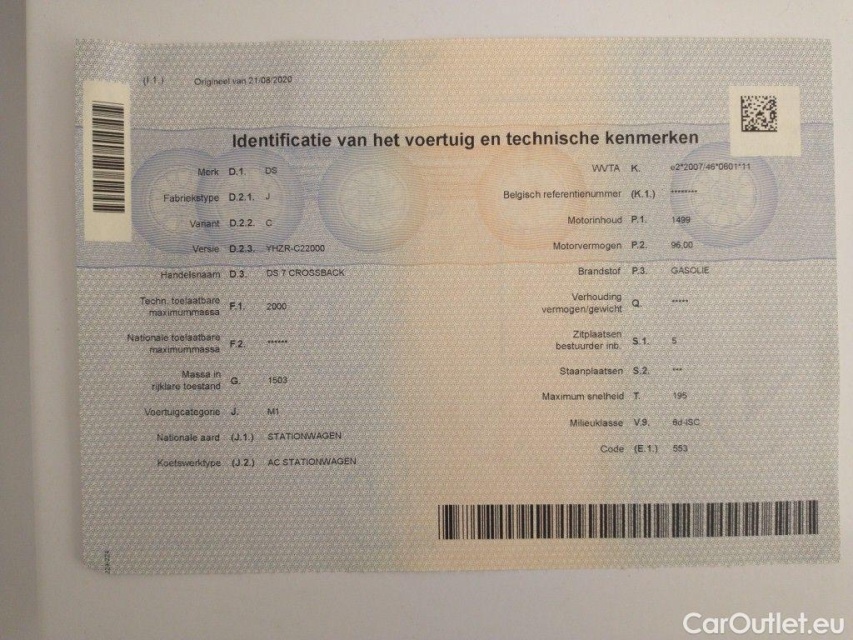 (I.1.) Origineel van 21/08/2020
Identificatie van het voertuig en technische kenmerken
Merk D.1. DS
Fabriekstype D.2.1. J
Variant D.2.2. C
Versie D.2.3. YHZR-C22000
Handelsnaam D.3. DS 7 CROSSBACK
Techn. toelaatbare
maximummassa F.1. 2000
Nationale toelaatbare
maximummassa F.2. ******
Massa in
rijklare toestand G. 1503
Voertuigcategorie J. M1
Nationale aard (J.1.) STATIONWAGEN
Koetswerktype (J.2.) AC STATIONWAGEN
WVTA K. e2*2007/46*0601*11
Belgisch referentienummer (K.1.) *******
Motorinhoud P.1. 1499
Motorvermogen P.2. 96.00
Brandstof P.3. GASOLIE
Verhouding
vermogen/gewicht Q. *****
Zitplaatsen
bestuurder inb. S.1. 5
Staanplaatsen S.2. ***
Maximum snelheid T. 195
Milieuklasse V.9. 6d-ISC
Code (E.1.) 553
CarOutlet.eu